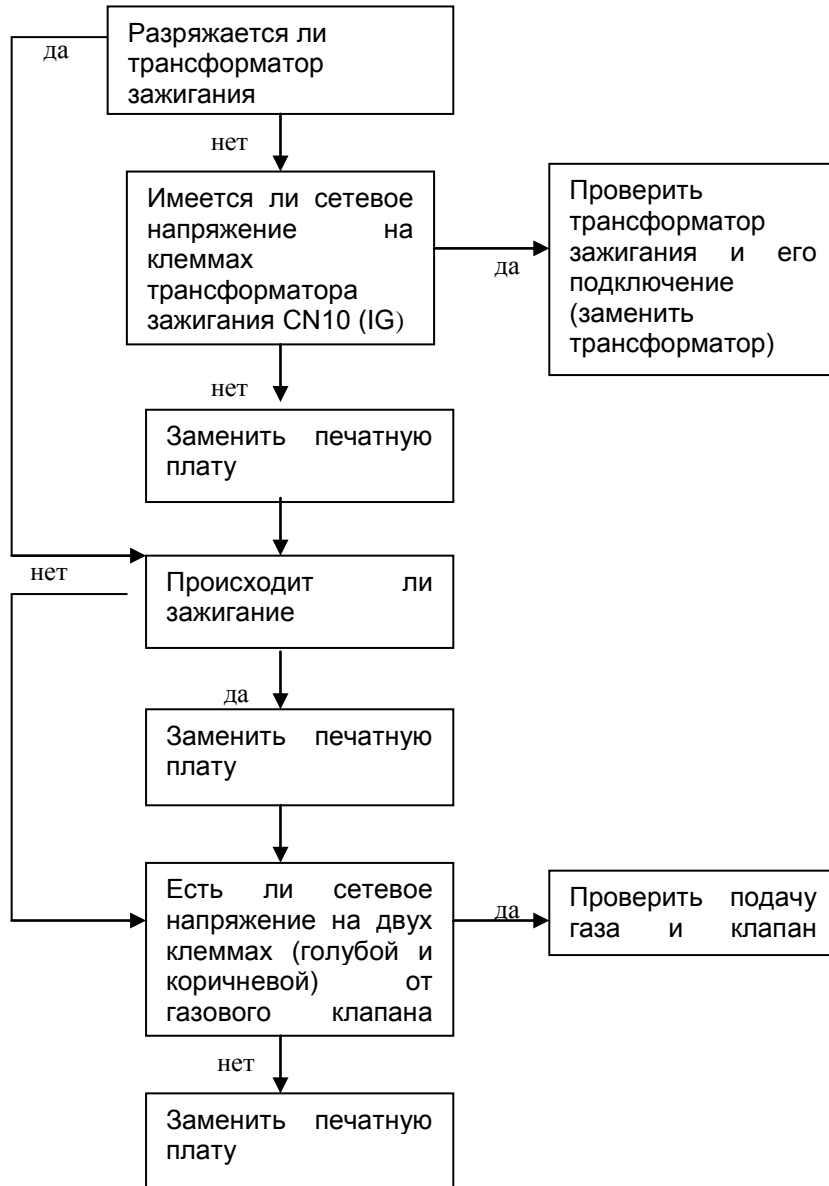 да
Разряжается ли
трансформатор
зажигания
нет
Имеется ли сетевое
напряжение на
клеммах
трансформатора
зажигания CN10 (IG)
да
Проверить
трансформатор
зажигания и его
подключение
(заменить
трансформатор)
нет
Заменить печатную
плату
нет
Происходит ли
зажигание
да
Заменить печатную
плату
Есть ли сетевое
напряжение на двух
клеммах (голубой и
коричневой) от
газового клапана
да
Проверить подачу
газа и клапан
нет
Заменить печатную
плату